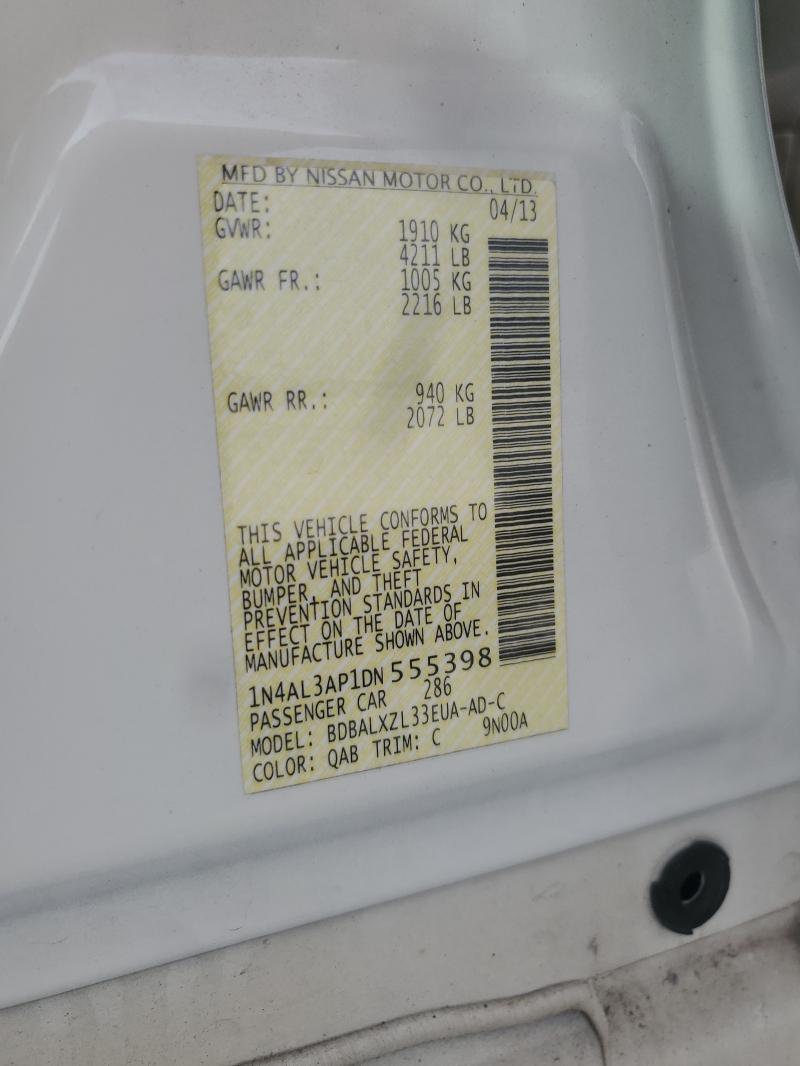 MFD BY NISSAN MOTOR CO., LTD.
DATE: 04/13
GVWR: 1910 KG
4211 LB
GAWR FR.: 1005 KG
2216 LB
GAWR RR.: 940 KG
2072 LB
THIS VEHICLE CONFORMS TO
ALL APPLICABLE FEDERAL
MOTOR VEHICLE SAFETY,
BUMPER, AND THEFT
PREVENTION STANDARDS IN
EFFECT ON THE DATE OF
MANUFACTURE SHOWN ABOVE.
1N4AL3AP1DN555398
PASSENGER CAR 286
MODEL: BDBALXZL33EUA-AD-C
COLOR: QAB TRIM: C 9N00A